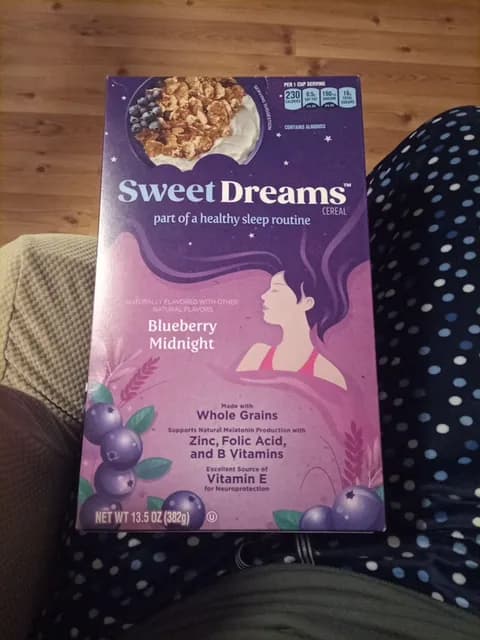 PER 1 CUP SERVING
230
CALORIES
CONTAINS ALMONDS
Sweet Dreams™
CEREAL
part of a healthy sleep routine
NATURALLY FLAVORED WITH OTHER
NATURAL FLAVORS
Blueberry
Midnight
Made with
Whole Grains
Supports Natural Melatonin Production with
Zinc, Folic Acid,
and B Vitamins
Excellent Source of
Vitamin E
for Neuroprotection
NET WT 13.5 OZ (382g)
U